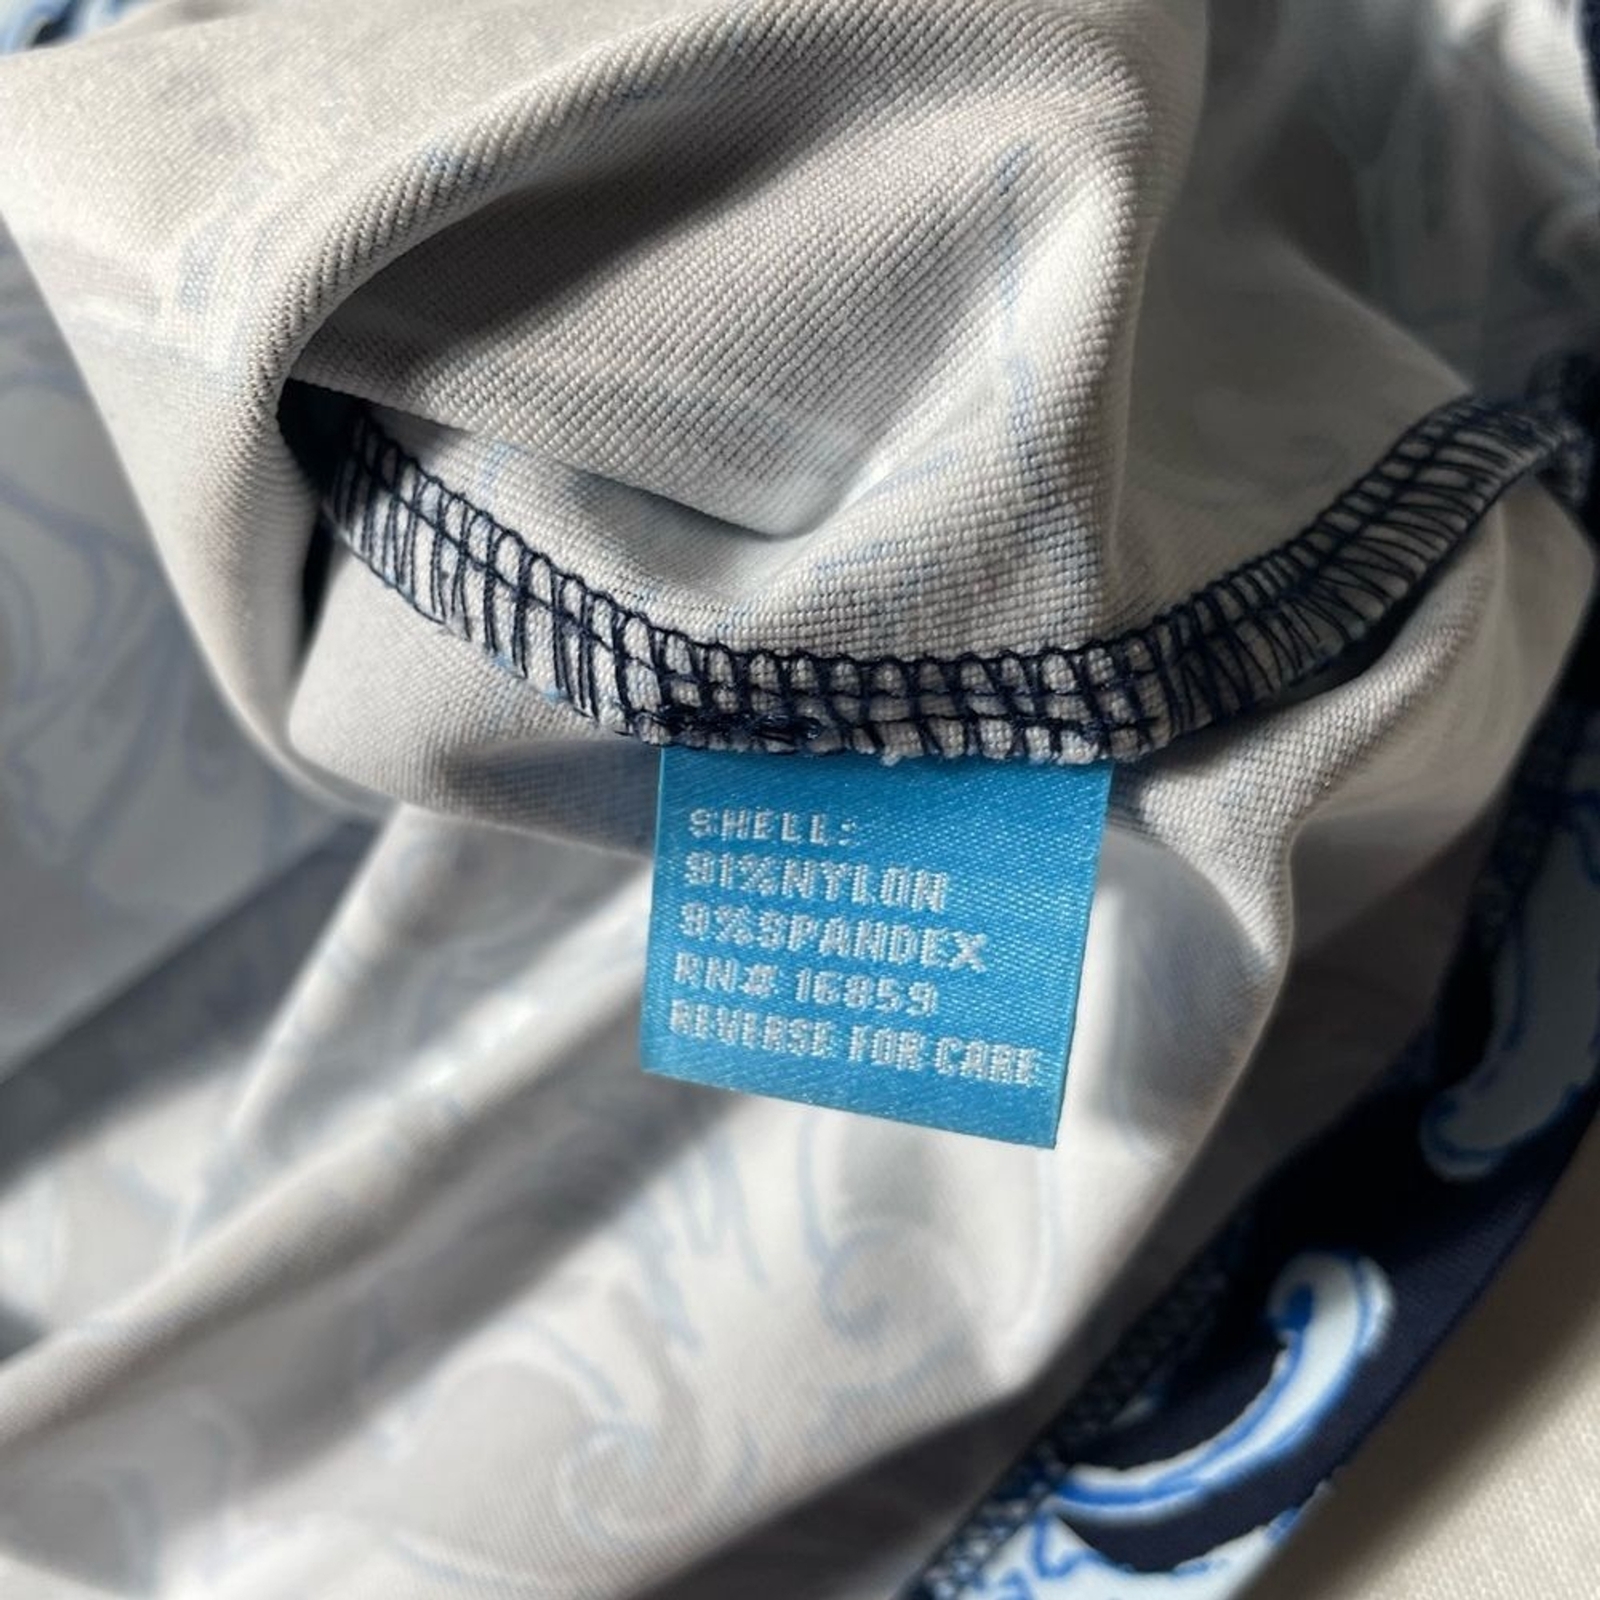 SHELL:
91%NYLON
9%SPANDEX
RN# 16859
REVERSE FOR CARE